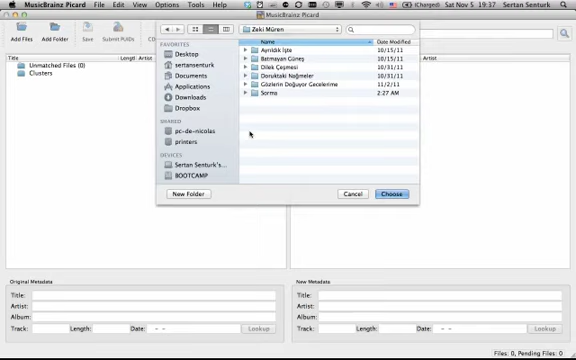 MusicBrainz Picard File Edit View Options Tools Help (Charged) Sat Nov 5 19:37 Sertan Senturk
MusicBrainz Picard
Add Files Add Folder Save Submit PUIDs
Zeki Müren
Title Length Artist
Unmatched Files (0)
Clusters
FAVORITES
Desktop
sertansenturk
Documents
Applications
Downloads
Dropbox
SHARED
pc-de-nicolas
printers
DEVICES
Sertan Senturk's...
BOOTCAMP
Name Date Modified
Ayrıldık İşte 10/15/11
Batmayan Güneş 10/15/11
Dilek Çeşmesi 10/31/11
Doruktaki Nağmeler 10/31/11
Gözlerin Doğuyor Gecelerime 11/2/11
Sorma 2:27 AM
New Folder Cancel Choose
Original Metadata
Title:
Artist:
Album:
Track: Length: Date: – – Lookup
New Metadata
Title:
Artist:
Album:
Track: Length: Date: – – Lookup
Files: 0, Pending Files: 0